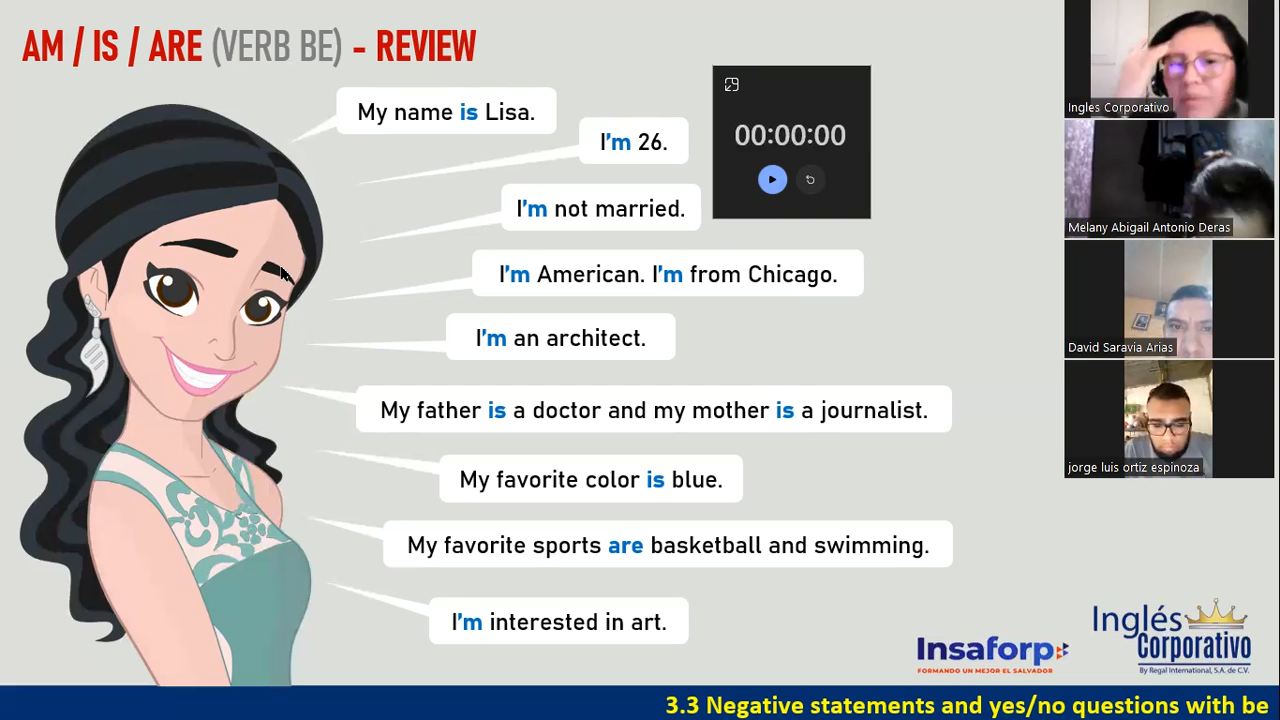 AM / IS / ARE (VERB BE) - REVIEW
My name is Lisa.
I'm 26.
00:00:00
I'm not married.
I'm American. I'm from Chicago.
I'm an architect.
My father is a doctor and my mother is a journalist.
My favorite color is blue.
My favorite sports are basketball and swimming.
I'm interested in art.
Ingles Corporativo
Melany Abigail Antonio Deras
David Saravia Arias
jorge luis ortiz espinoza
Insaforp
FORMANDO UN MEJOR EL SALVADOR
Inglés
Corporativo
By Regal International, S.A. de C.V.
3.3 Negative statements and yes/no questions with be